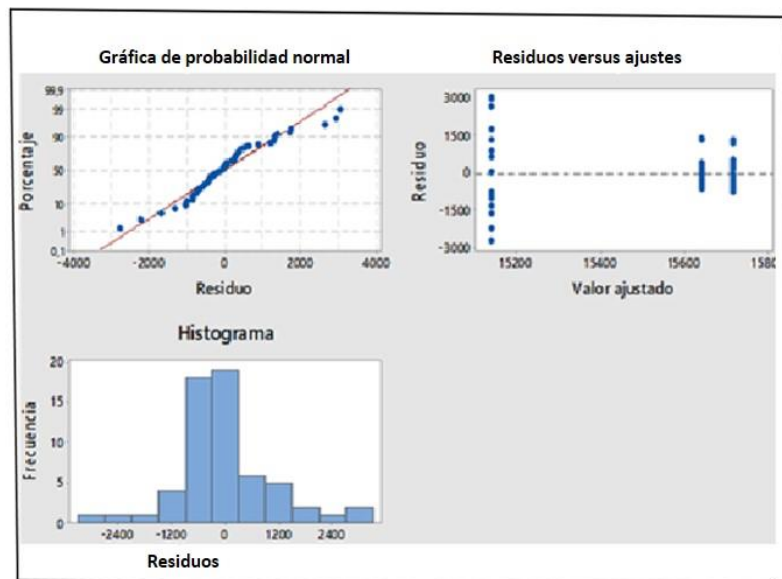 Gráfica de probabilidad normal
Porcentaje
99,9
99
90
50
10
1
0,1
-4000 -2000 0 2000 4000
Residuo
Residuos versus ajustes
Residuo
3000
1500
0
-1500
-3000
15200 15400 15600 15800
Valor ajustado
Histograma
Frecuencia
20
15
10
5
0
-2400 -1200 0 1200 2400
Residuos